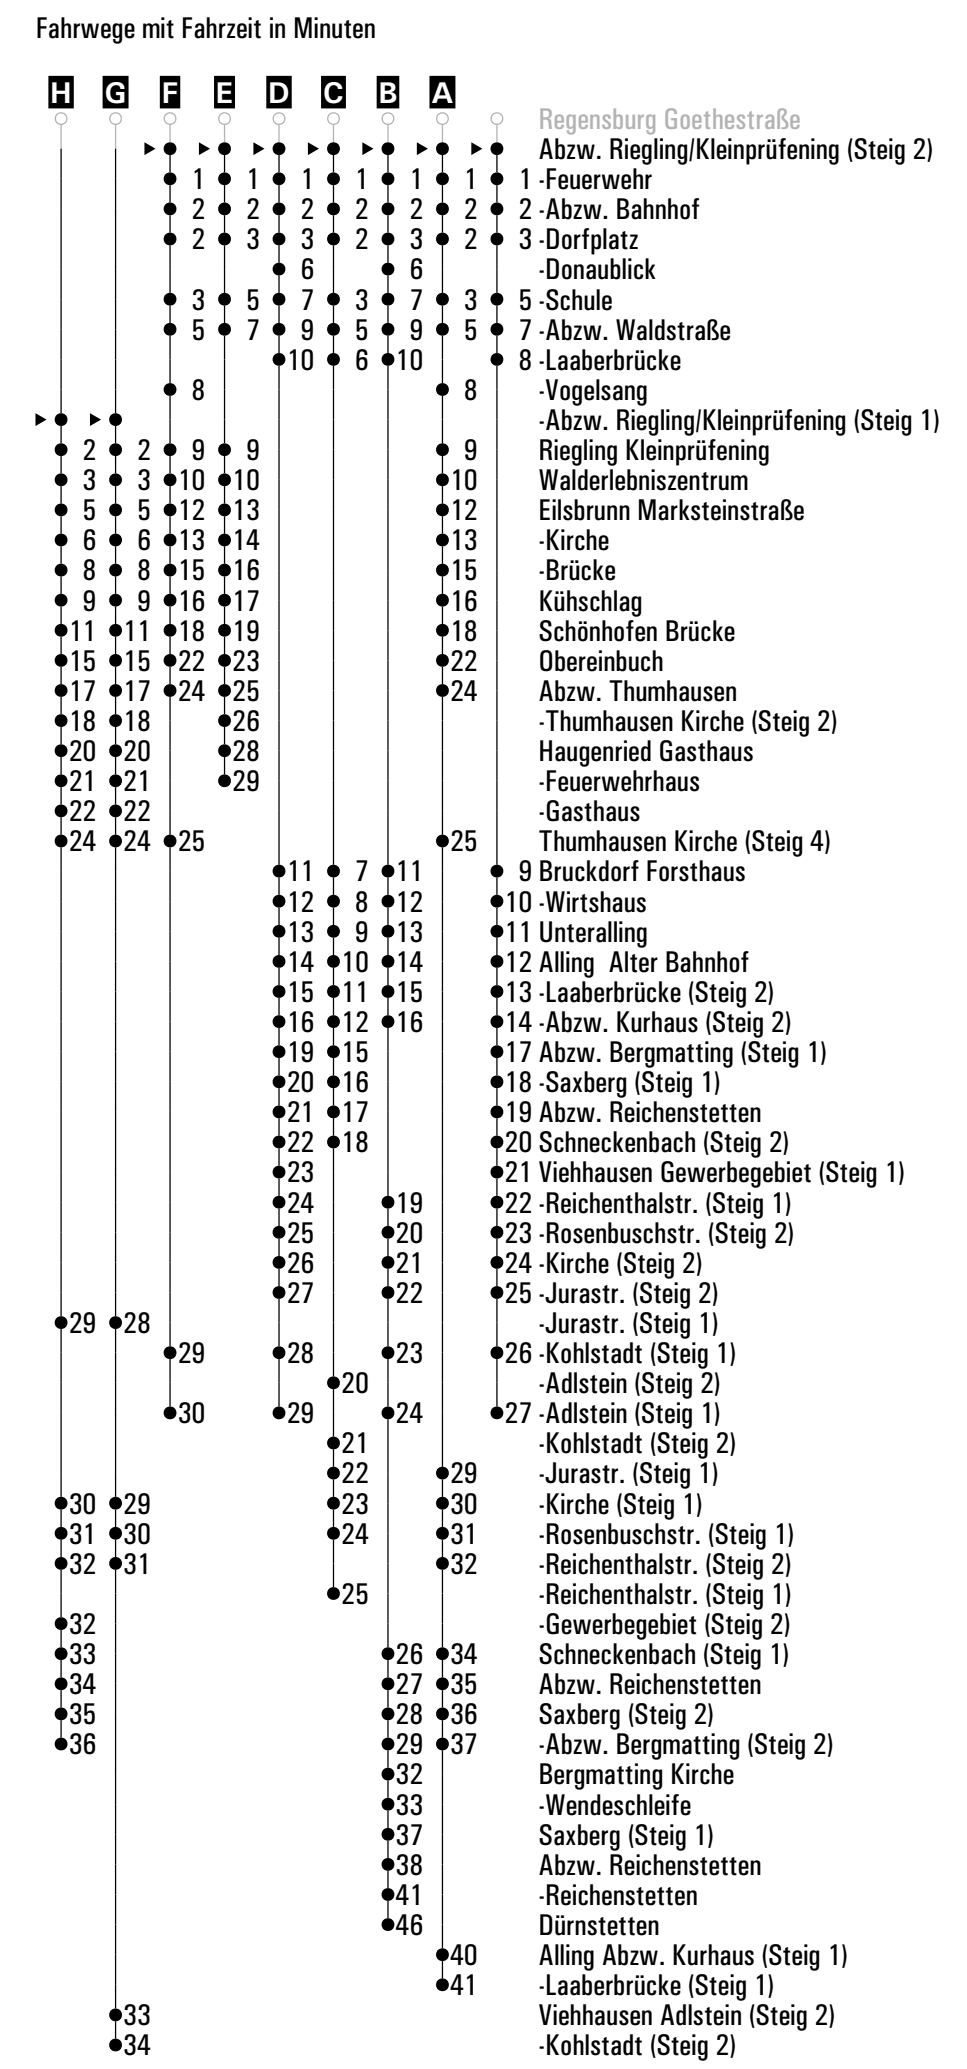 Fahrwege mit Fahrzeit in Minuten
H G F E D C B A
Regensburg Goethestraße
Abzw. Riegling/Kleinprüfening (Steig 2)
1 1 1 1 1 1 1 -Feuerwehr
2 2 2 2 2 2 2 -Abzw. Bahnhof
2 3 3 2 3 2 3 -Dorfplatz
6 6 -Donaublick
3 5 7 3 7 3 5 -Schule
5 7 9 5 9 5 7 -Abzw. Waldstraße
10 6 10 8 -Laaberbrücke
8 8 -Vogelsang
-Abzw. Riegling/Kleinprüfening (Steig 1)
2 2 9 9 9 Riegling Kleinprüfening
3 3 10 10 10 Walderlebniszentrum
5 5 12 13 12 Eilsbrunn Marksteinstraße
6 6 13 14 13 -Kirche
8 8 15 16 15 -Brücke
9 9 16 17 16 Kühschlag
11 11 18 19 18 Schönhofen Brücke
15 15 22 23 22 Obereinbuch
17 17 24 25 24 Abzw. Thumhausen
18 18 26 -Thumhausen Kirche (Steig 2)
20 20 28 Haugenried Gasthaus
21 21 29 -Feuerwehrhaus
22 22 -Gasthaus
24 24 25 25 Thumhausen Kirche (Steig 4)
11 7 11 9 Bruckdorf Forsthaus
12 8 12 10 -Wirtshaus
13 9 13 11 Unteralling
14 10 14 12 Alling Alter Bahnhof
15 11 15 13 -Laaberbrücke (Steig 2)
16 12 16 14 -Abzw. Kurhaus (Steig 2)
19 15 17 Abzw. Bergmatting (Steig 1)
20 16 18 -Saxberg (Steig 1)
21 17 19 Abzw. Reichenstetten
22 18 20 Schneckenbach (Steig 2)
23 21 Viehhausen Gewerbegebiet (Steig 1)
24 19 22 -Reichenthalstr. (Steig 1)
25 20 23 -Rosenbuschstr. (Steig 2)
26 21 24 -Kirche (Steig 2)
27 22 25 -Jurastr. (Steig 2)
29 28 -Jurastr. (Steig 1)
29 28 23 26 -Kohlstadt (Steig 1)
20 -Adlstein (Steig 2)
30 29 24 27 -Adlstein (Steig 1)
21 -Kohlstadt (Steig 2)
22 29 -Jurastr. (Steig 1)
30 29 23 30 -Kirche (Steig 1)
31 30 24 31 -Rosenbuschstr. (Steig 1)
32 31 32 -Reichenthalstr. (Steig 2)
25 -Reichenthalstr. (Steig 1)
32 -Gewerbegebiet (Steig 2)
33 26 34 Schneckenbach (Steig 1)
34 27 35 Abzw. Reichenstetten
35 28 36 Saxberg (Steig 2)
36 29 37 -Abzw. Bergmatting (Steig 2)
32 Bergmatting Kirche
33 -Wendeschleife
37 Saxberg (Steig 1)
38 Abzw. Reichenstetten
41 -Reichenstetten
46 Dürnstetten
40 Alling Abzw. Kurhaus (Steig 1)
41 -Laaberbrücke (Steig 1)
33 Viehhausen Adlstein (Steig 2)
34 -Kohlstadt (Steig 2)